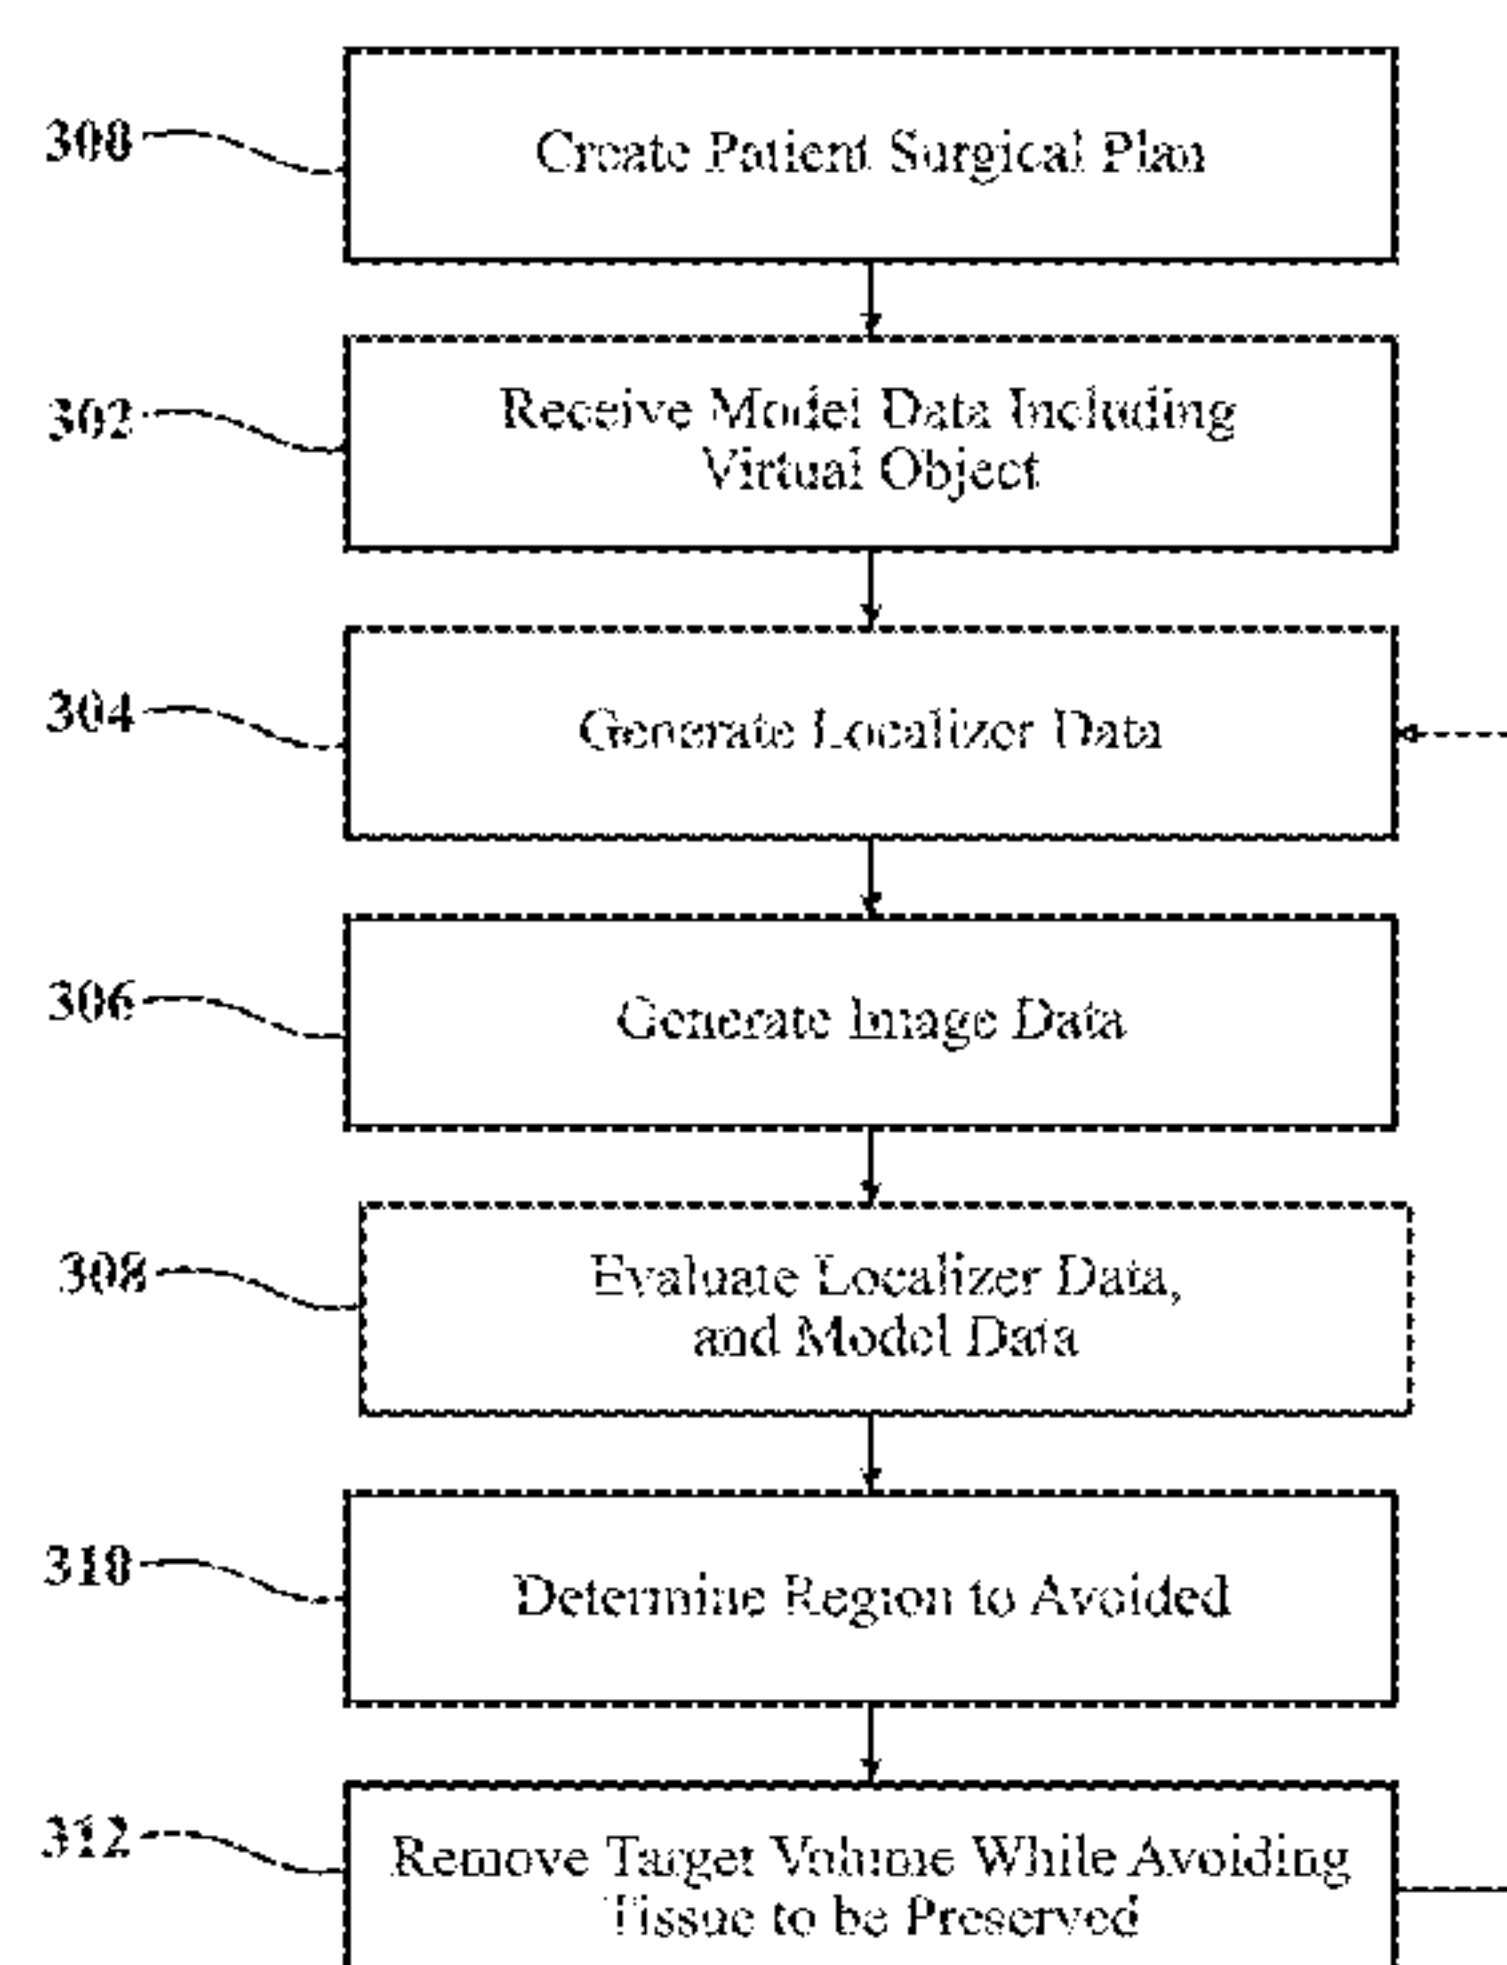 300
Create Patient Surgical Plan
302
Receive Model Data Including
Virtual Object
304
Generate Localizer Data
306
Generate Image Data
308
Evaluate Localizer Data,
and Model Data
310
Determine Region to Avoided
312
Remove Target Volume While Avoiding
Tissue to be Preserved